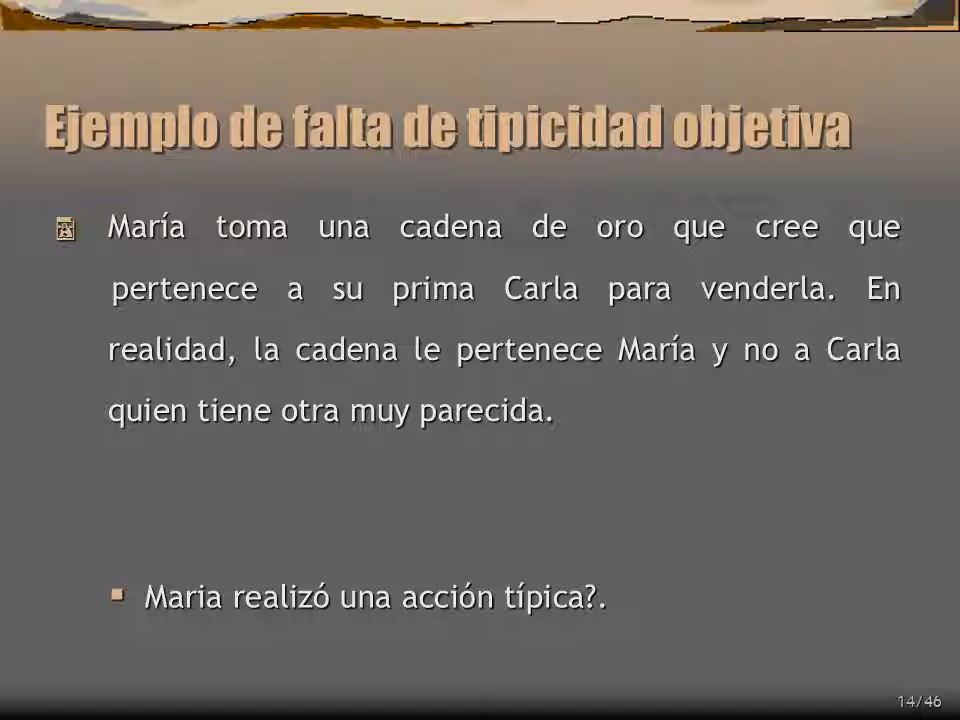 Ejemplo de falta de tipicidad objetiva
María toma una cadena de oro que cree que
pertenece a su prima Carla para venderla. En
realidad, la cadena le pertenece María y no a Carla
quien tiene otra muy parecida.
Maria realizó una acción típica?.
14/46